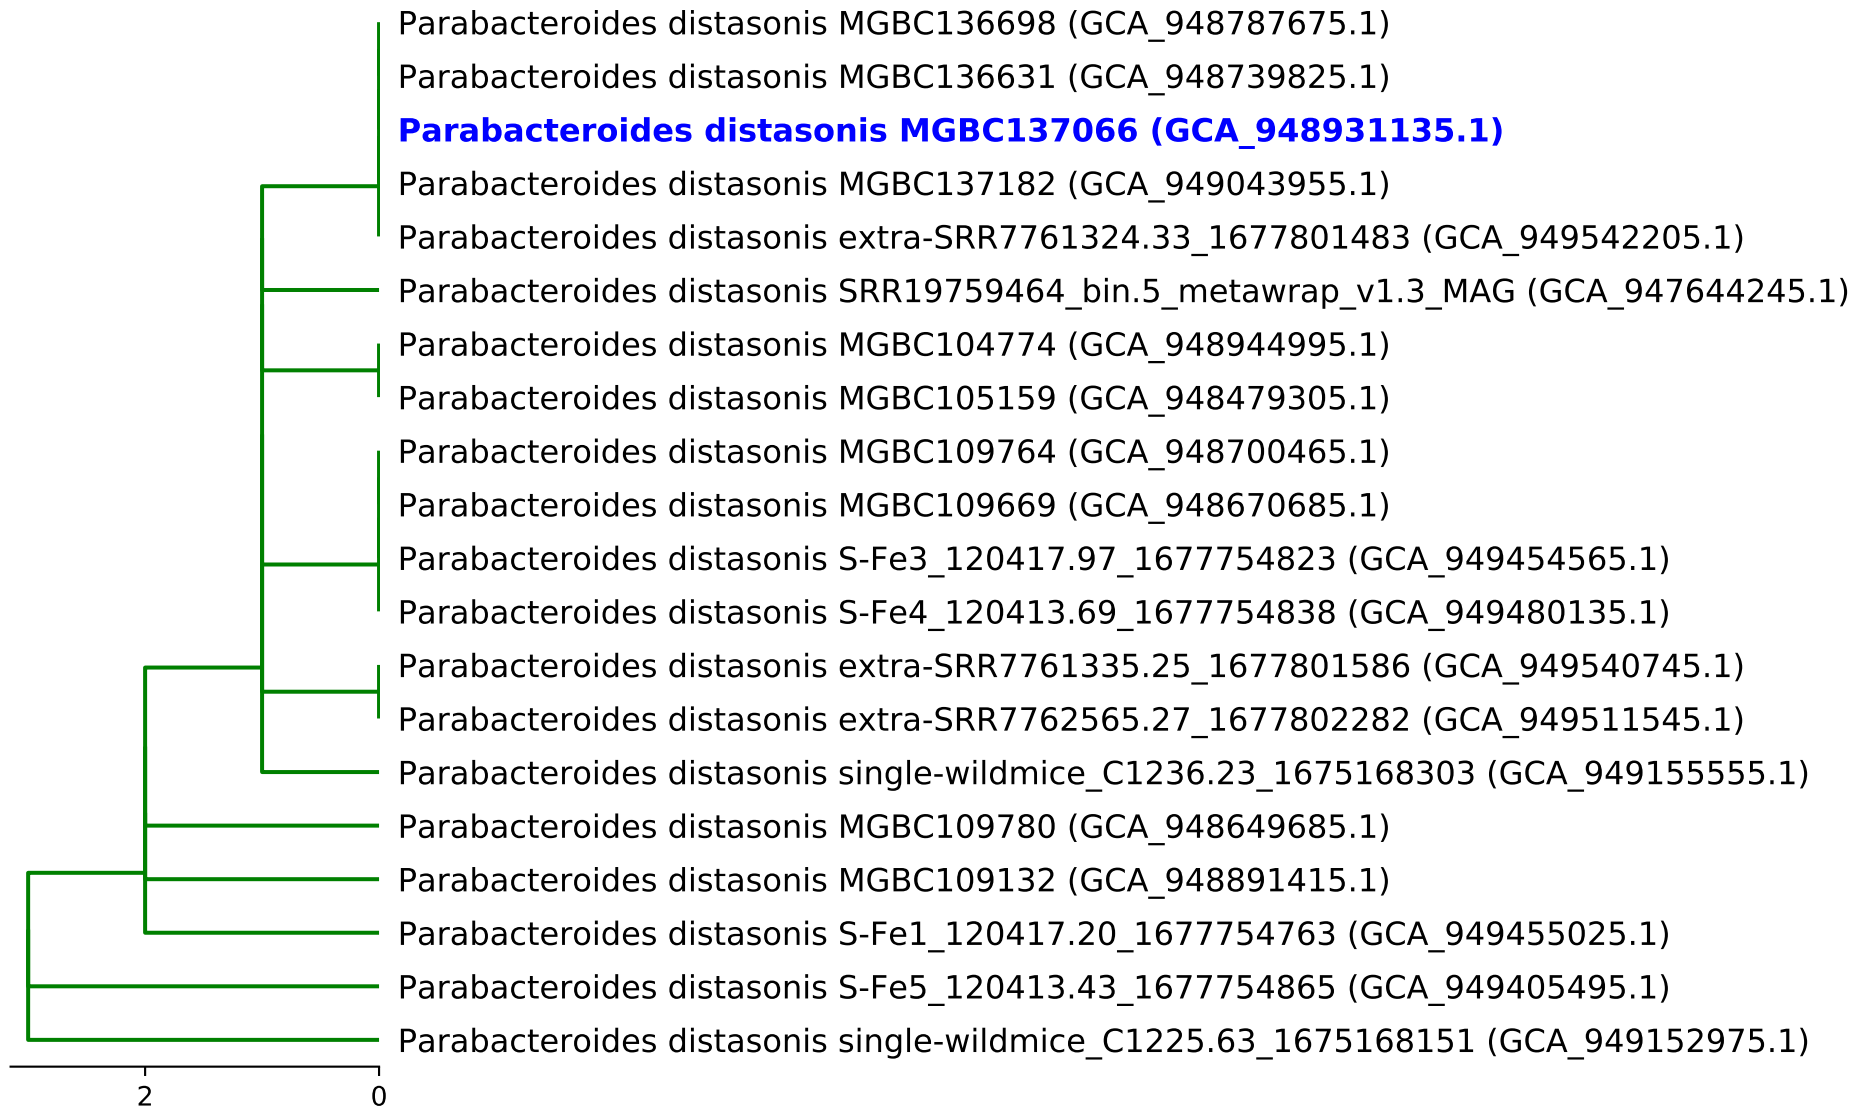 Parabacteroides distasonis MGBC136698 (GCA_948787675.1)
Parabacteroides distasonis MGBC136631 (GCA_948739825.1)
Parabacteroides distasonis MGBC137066 (GCA_948931135.1)
Parabacteroides distasonis MGBC137182 (GCA_949043955.1)
Parabacteroides distasonis extra-SRR7761324.33_1677801483 (GCA_949542205.1)
Parabacteroides distasonis SRR19759464_bin.5_metawrap_v1.3_MAG (GCA_947644245.1)
Parabacteroides distasonis MGBC104774 (GCA_948944995.1)
Parabacteroides distasonis MGBC105159 (GCA_948479305.1)
Parabacteroides distasonis MGBC109764 (GCA_948700465.1)
Parabacteroides distasonis MGBC109669 (GCA_948670685.1)
Parabacteroides distasonis S-Fe3_120417.97_1677754823 (GCA_949454565.1)
Parabacteroides distasonis S-Fe4_120413.69_1677754838 (GCA_949480135.1)
Parabacteroides distasonis extra-SRR7761335.25_1677801586 (GCA_949540745.1)
Parabacteroides distasonis extra-SRR7762565.27_1677802282 (GCA_949511545.1)
Parabacteroides distasonis single-wildmice_C1236.23_1675168303 (GCA_949155555.1)
Parabacteroides distasonis MGBC109780 (GCA_948649685.1)
Parabacteroides distasonis MGBC109132 (GCA_948891415.1)
Parabacteroides distasonis S-Fe1_120417.20_1677754763 (GCA_949455025.1)
Parabacteroides distasonis S-Fe5_120413.43_1677754865 (GCA_949405495.1)
Parabacteroides distasonis single-wildmice_C1225.63_1675168151 (GCA_949152975.1)
2 0